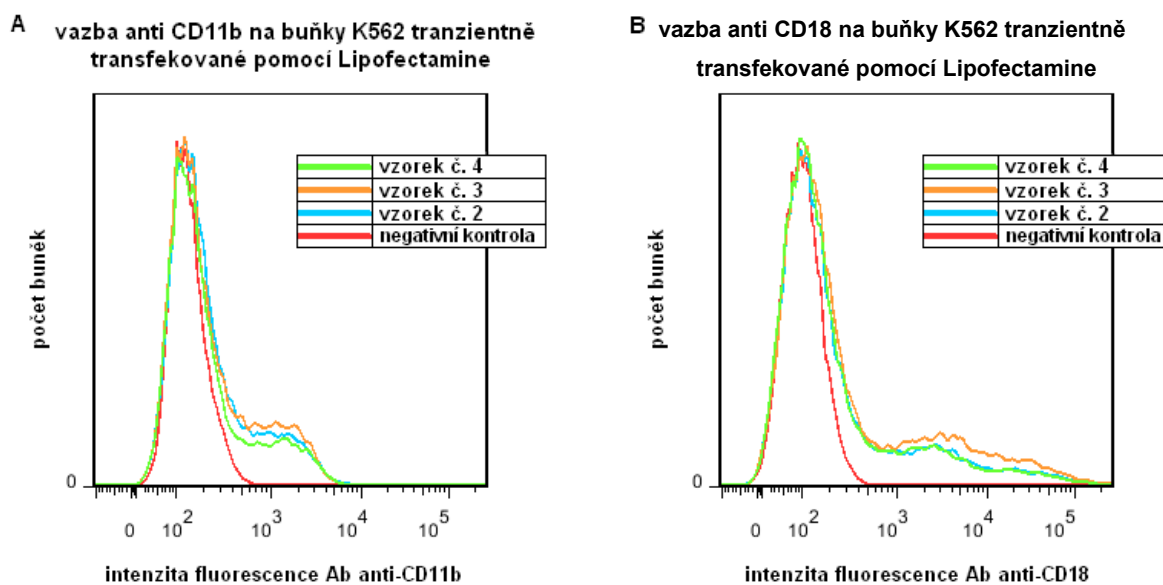 A
vazba anti CD11b na buňky K562 tranzientně
transfekované pomocí Lipofectamine
vzorek č. 4
vzorek č. 3
vzorek č. 2
negativní kontrola
počet buněk
0
0 10² 10³ 10⁴ 10⁵
intenzita fluorescence Ab anti-CD11b
B
vazba anti CD18 na buňky K562 tranzientně
transfekované pomocí Lipofectamine
vzorek č. 4
vzorek č. 3
vzorek č. 2
negativní kontrola
počet buněk
0
0 10² 10³ 10⁴ 10⁵
intenzita fluorescence Ab anti-CD18